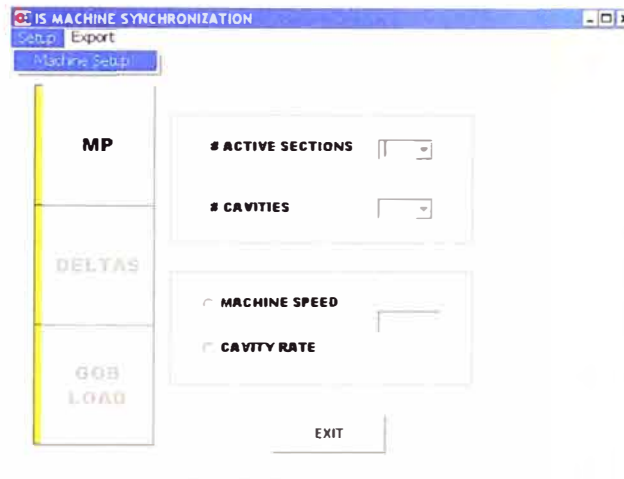 IS MACHINE SYNCHRONIZATION
Setup Export
Machine Setup
MP
# ACTIVE SECTIONS
# CAVITIES
DELTAS
MACHINE SPEED
CAVITY RATE
GOB
LOAD
EXIT